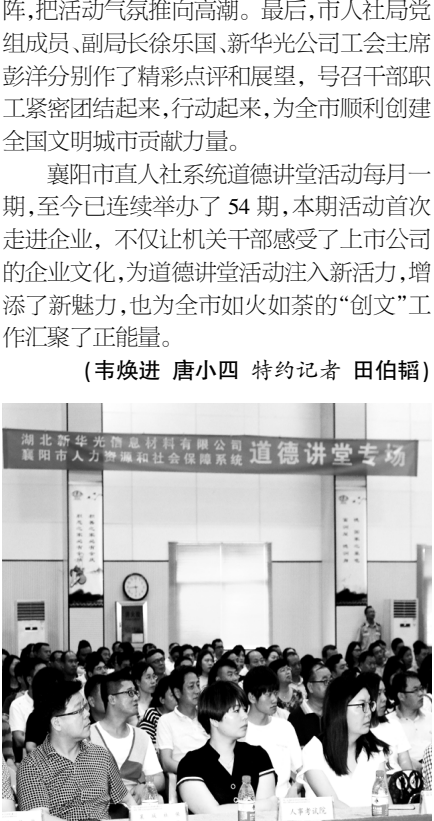 阵,把活动气氛推向高潮。最后,市人社局党
组成员、副局长徐乐国、新华光公司工会主席
彭洋分别作了精彩点评和展望，号召干部职
工紧密团结起来,行动起来,为全市顺利创建
全国文明城市贡献力量。
襄阳市直人社系统道德讲堂活动每月一
期,至今已连续举办了 54 期,本期活动首次
走进企业，不仅让机关干部感受了上市公司
的企业文化,为道德讲堂活动注入新活力,增
添了新魅力,也为全市如火如荼的“创文”工
作汇聚了正能量。
(韦焕进 唐小四 特约记者 田伯韬)
湖北新华光信息材料有限公司
襄阳市人力资源和社会保障系统
道德讲堂专场
人事考试院